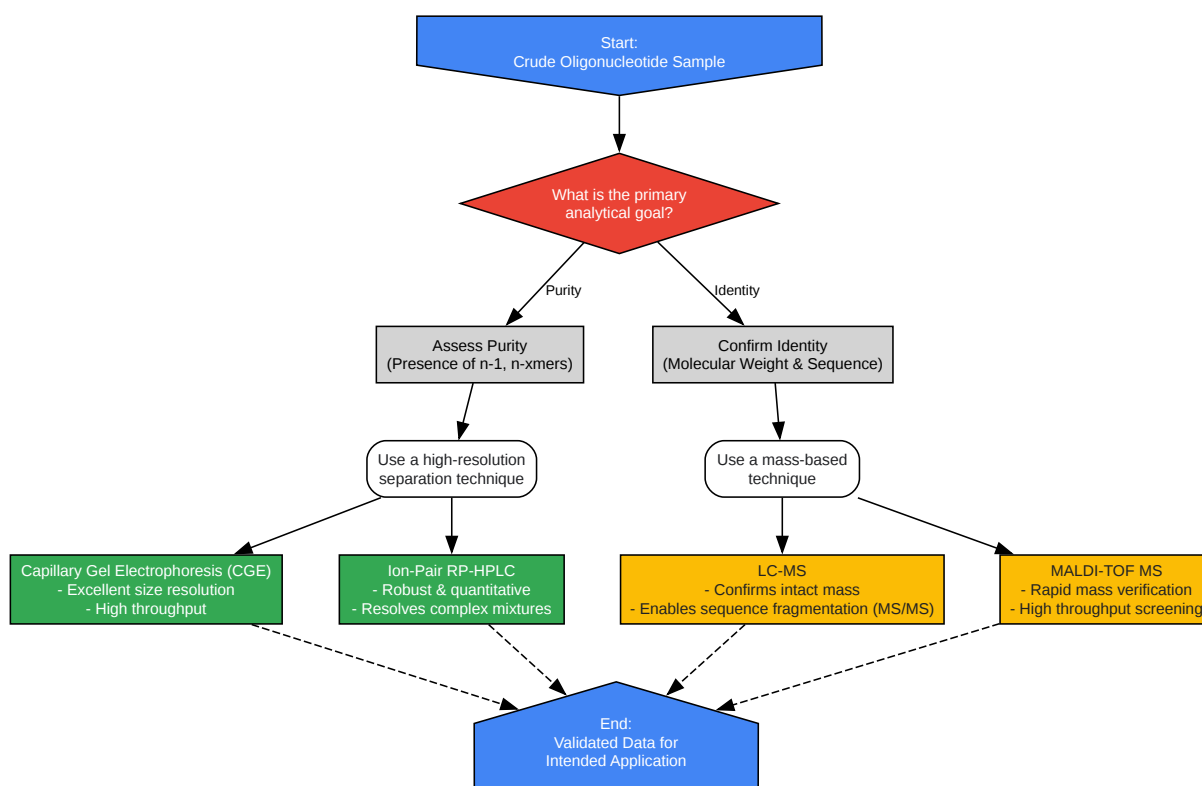 Start:
Crude Oligonucleotide Sample
What is the primary
analytical goal?
Purity
Identity
Assess Purity
(Presence of n-1, n-xmers)
Confirm Identity
(Molecular Weight & Sequence)
Use a high-resolution
separation technique
Use a mass-based
technique
Capillary Gel Electrophoresis (CGE)
- Excellent size resolution
- High throughput
Ion-Pair RP-HPLC
- Robust & quantitative
- Resolves complex mixtures
LC-MS
- Confirms intact mass
- Enables sequence fragmentation (MS/MS)
MALDI-TOF MS
- Rapid mass verification
- High throughput screening
End:
Validated Data for
Intended Application